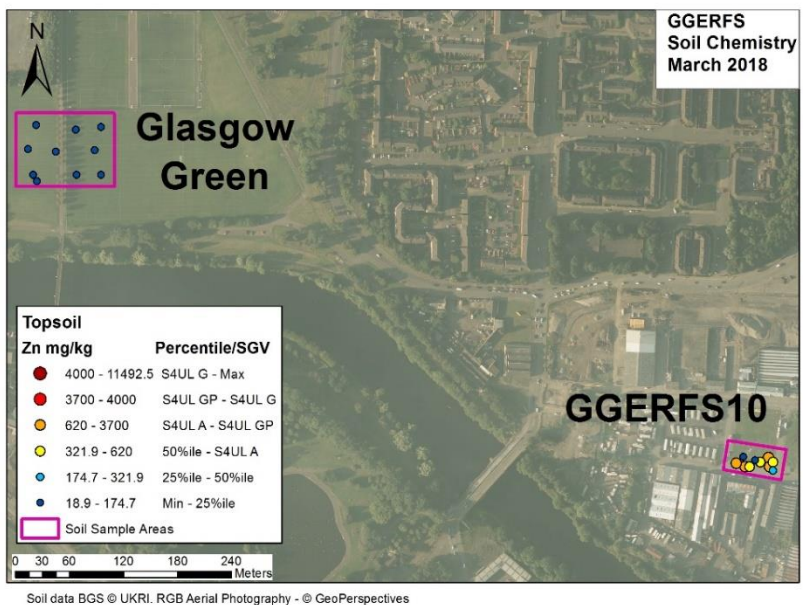 GGERFS
Soil Chemistry
March 2018
N
Glasgow
Green
GGERFS10
Topsoil
Zn mg/kg Percentile/SGV
4000 - 11492.5 S4UL G - Max
3700 - 4000 S4UL GP - S4UL G
620 - 3700 S4UL A - S4UL GP
321.9 - 620 50%ile - S4UL A
174.7 - 321.9 25%ile - 50%ile
18.9 - 174.7 Min - 25%ile
Soil Sample Areas
0 30 60 120 180 240
Meters
Soil data BGS © UKRI. RGB Aerial Photography - © GeoPerspectives